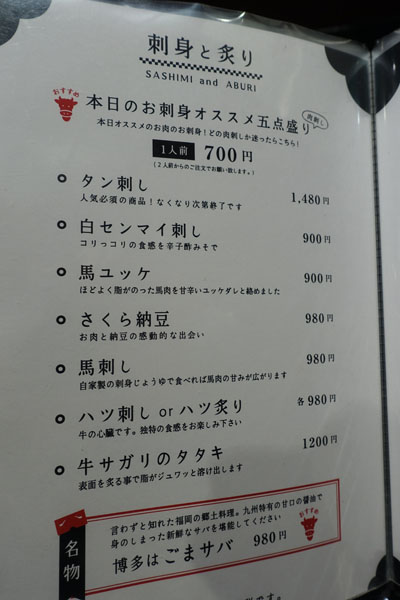 刺身と炙り
SASHIMI and ABURI
おすすめ
本日のお刺身オススメ五点盛り
肉刺し
本日オススメのお肉のお刺身！どの肉刺しか迷ったらこちら！
1人前 700円
(2人前からのご注文でお願い致します。)
タン刺し 1,480円
人気必須の商品！なくなり次第終了です
白センマイ刺し 900円
コリっコリの食感を辛子酢みそで
馬ユッケ 900円
ほどよく脂がのった馬肉を甘辛いユッケダレと絡めました
さくら納豆 980円
お肉と納豆の感動的な出会い
馬刺し 980円
自家製の刺身じょうゆで食べれば馬肉の甘みが広がります
ハツ刺し or ハツ炙り 各980円
牛の心臓です。独特の食感をお楽しみ下さい
牛サガリのタタキ 1200円
表面を炙る事で脂がジュワッと溶け出します
名物
言わずと知れた福岡の郷土料理。九州特有の甘口の醤油で
身のしまった新鮮なサバを堪能してください
おすすめ
博多はごまサバ 980円